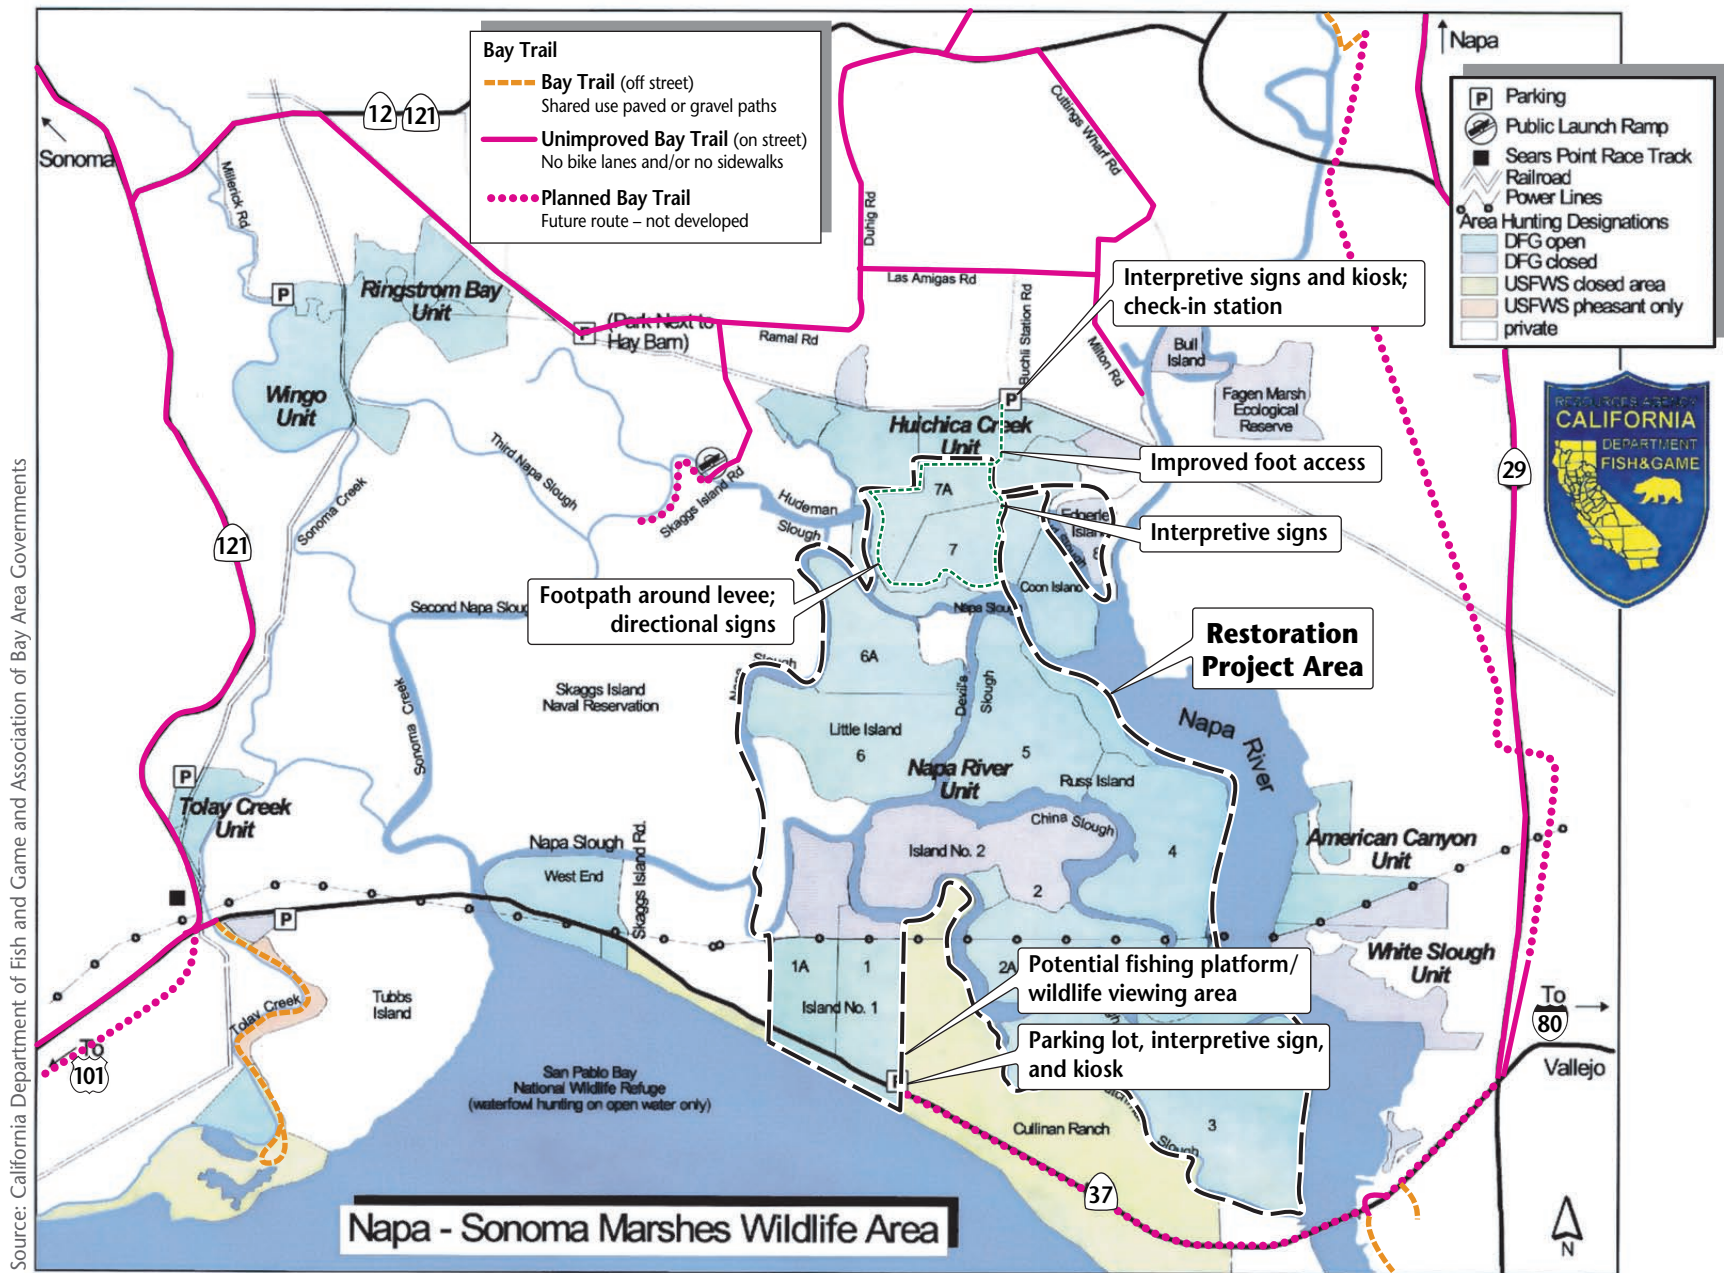 Bay Trail
Bay Trail (off street)
Shared use paved or gravel paths
Unimproved Bay Trail (on street)
No bike lanes and/or no sidewalks
Planned Bay Trail
Future route – not developed
Napa
P Parking
Public Launch Ramp
Sears Point Race Track
Railroad
Power Lines
Area Hunting Designations
DFG open
DFG closed
USFWS closed area
USFWS pheasant only
private
RESOURCES AGENCY
CALIFORNIA
DEPARTMENT
FISH&GAME
12
121
Sonoma
Millerick Rd
Cuttings Wharf Rd
Duhig Rd
Las Amigas Rd
Buchli Station Rd
Milton Rd
Ramal Rd
Interpretive signs and kiosk;
check-in station
P
Ringstrom Bay
Unit
P
(Park Next to
Hay Barn)
Wingo
Unit
Bull
Island
Fagen Marsh
Ecological
Reserve
P
Huichica Creek
Unit
Improved foot access
Third Napa Slough
Skaggs Island Rd
Hudeman
Slough
7A
7
Interpretive signs
Island
8
Coon Island
29
121
Sonoma Creek
Footpath around levee;
directional signs
Second Napa Slough
Napa Slough
Restoration
Project Area
6A
Slough
Skaggs Island
Naval Reservation
Sonoma Creek
Devil's
Slough
Little Island
6
5
Napa River
Unit
Russ Island
Napa River
P
Tolay Creek
Unit
Napa Slough
West End
Skaggs Island Rd.
China Slough
Island No. 2
2
4
American Canyon
Unit
P
White Slough
Unit
1A
1
Island No. 1
2A
Potential fishing platform/
wildlife viewing area
Parking lot, interpretive sign,
and kiosk
P
Tolay Creek
Tubbs
Island
To
101
To
80
Vallejo
San Pablo Bay
National Wildlife Refuge
(waterfowl hunting on open water only)
Cullinan Ranch
Slough
3
37
Napa - Sonoma Marshes Wildlife Area
N
Source: California Department of Fish and Game and Association of Bay Area Governments